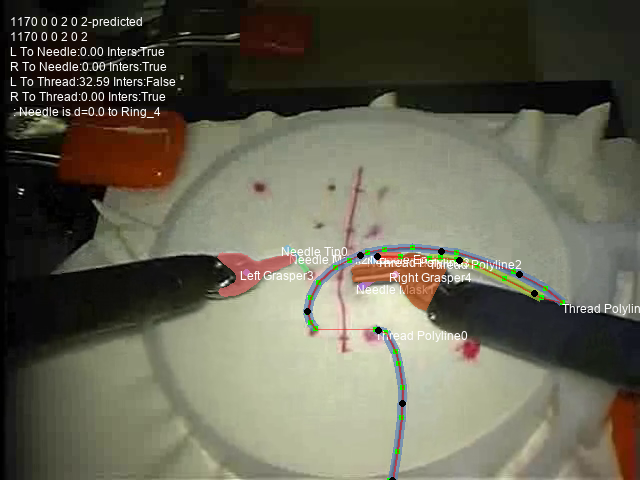 1170 0 0 2 0 2-predicted
1170 0 0 2 0 2
L To Needle:0.00 Inters:True
R To Needle:0.00 Inters:True
L To Thread:32.59 Inters:False
R To Thread:0.00 Inters:True
Needle is d=0.0 to Ring_4
Needle Tip0
Thread Polyline2
Left Grasper3
Right Grasper4
Needle Mask
Thread Polyline
Thread Polyline0